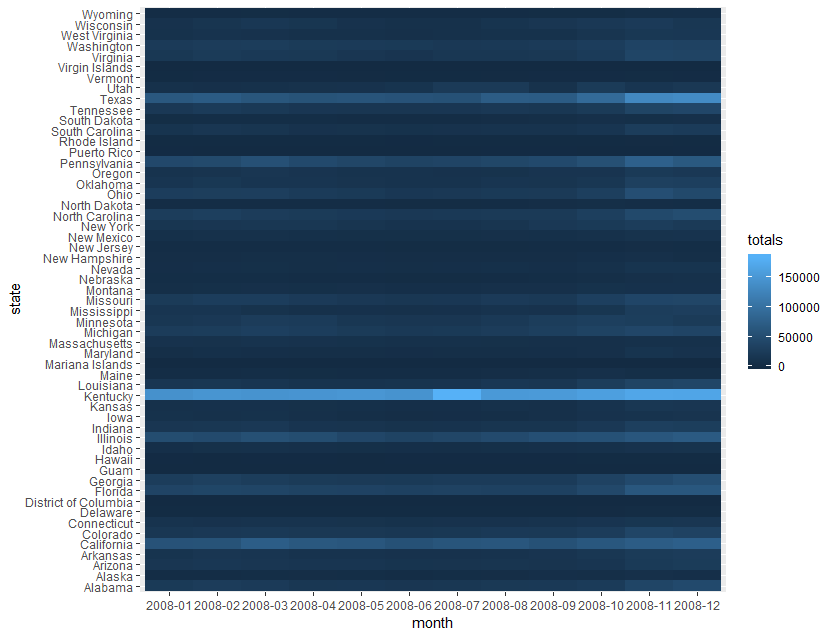 Wyoming
Wisconsin
West Virginia
Washington
Virginia
Virgin Islands
Vermont
Utah
Texas
Tennessee
South Dakota
South Carolina
Rhode Island
Puerto Rico
Pennsylvania
Oregon
Oklahoma
Ohio
North Dakota
North Carolina
New York
New Mexico
New Jersey
New Hampshire
Nevada
Nebraska
Montana
Missouri
Mississippi
Minnesota
Michigan
Massachusetts
Maryland
Mariana Islands
Maine
Louisiana
Kentucky
Kansas
Iowa
Indiana
Illinois
Idaho
Hawaii
Guam
Georgia
Florida
District of Columbia
Delaware
Connecticut
Colorado
California
Arkansas
Arizona
Alaska
Alabama
state
2008-01 2008-02 2008-03 2008-04 2008-05 2008-06 2008-07 2008-08 2008-09 2008-10 2008-11 2008-12
month
totals
150000
100000
50000
0